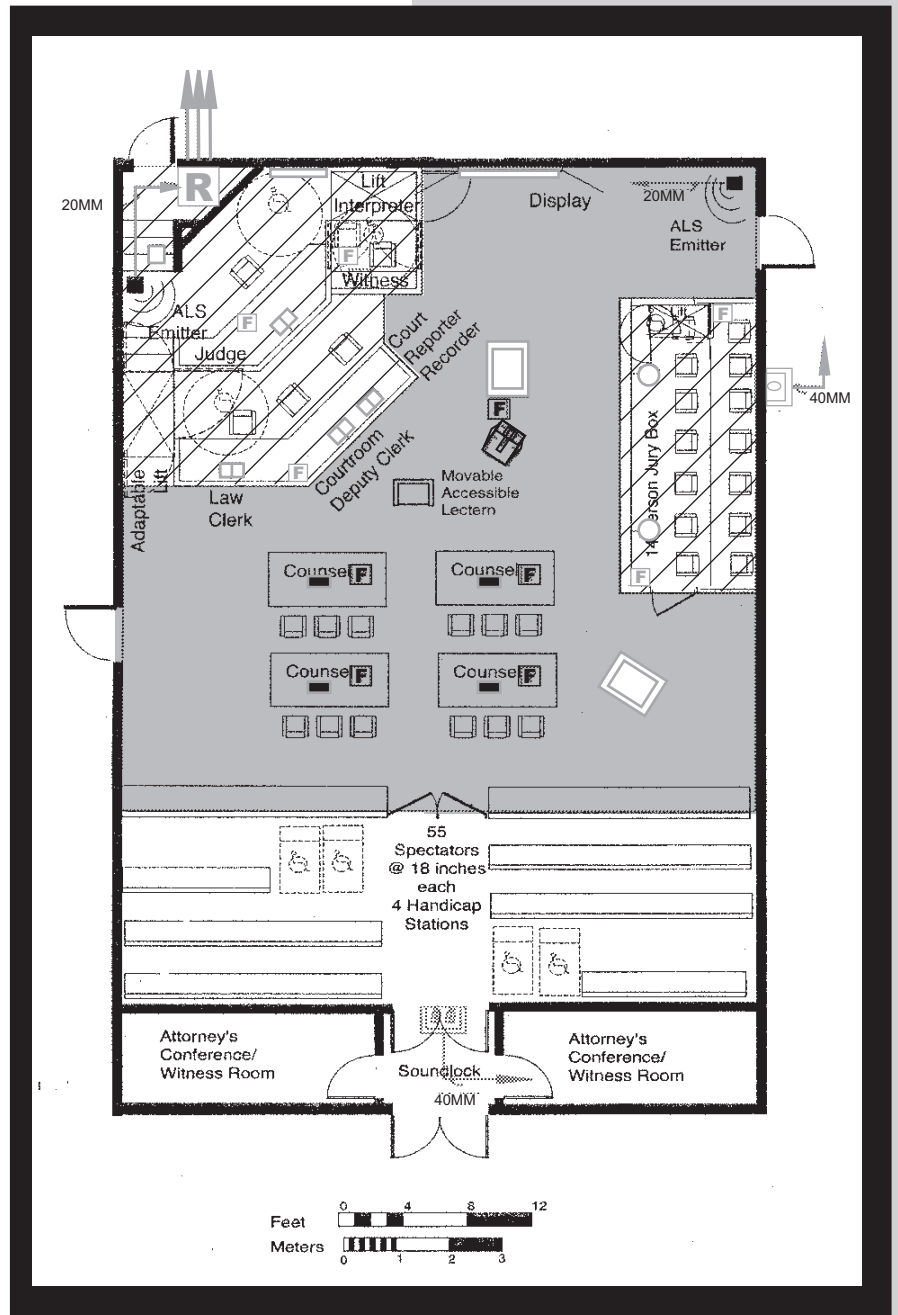 R
20MM
Lift
Interpreter
F
Witness
Display
20MM
ALS
Emitter
ALS
Emitter
F
Judge
Court
Reporter
Recorder
F
Lift
F
40MM
Adaptable
Lift
Law
Clerk
F
Courtroom
Deputy Clerk
Movable
Accessible
Lectern
F
Counsel F
Counsel F
Counsel F
Counsel F
55
Spectators
@ 18 inches
each
4 Handicap
Stations
Attorney's
Conference/
Witness Room
Soundlock
40MM
Attorney's
Conference/
Witness Room
Feet
0 4 8 12
Meters
0 1 2 3